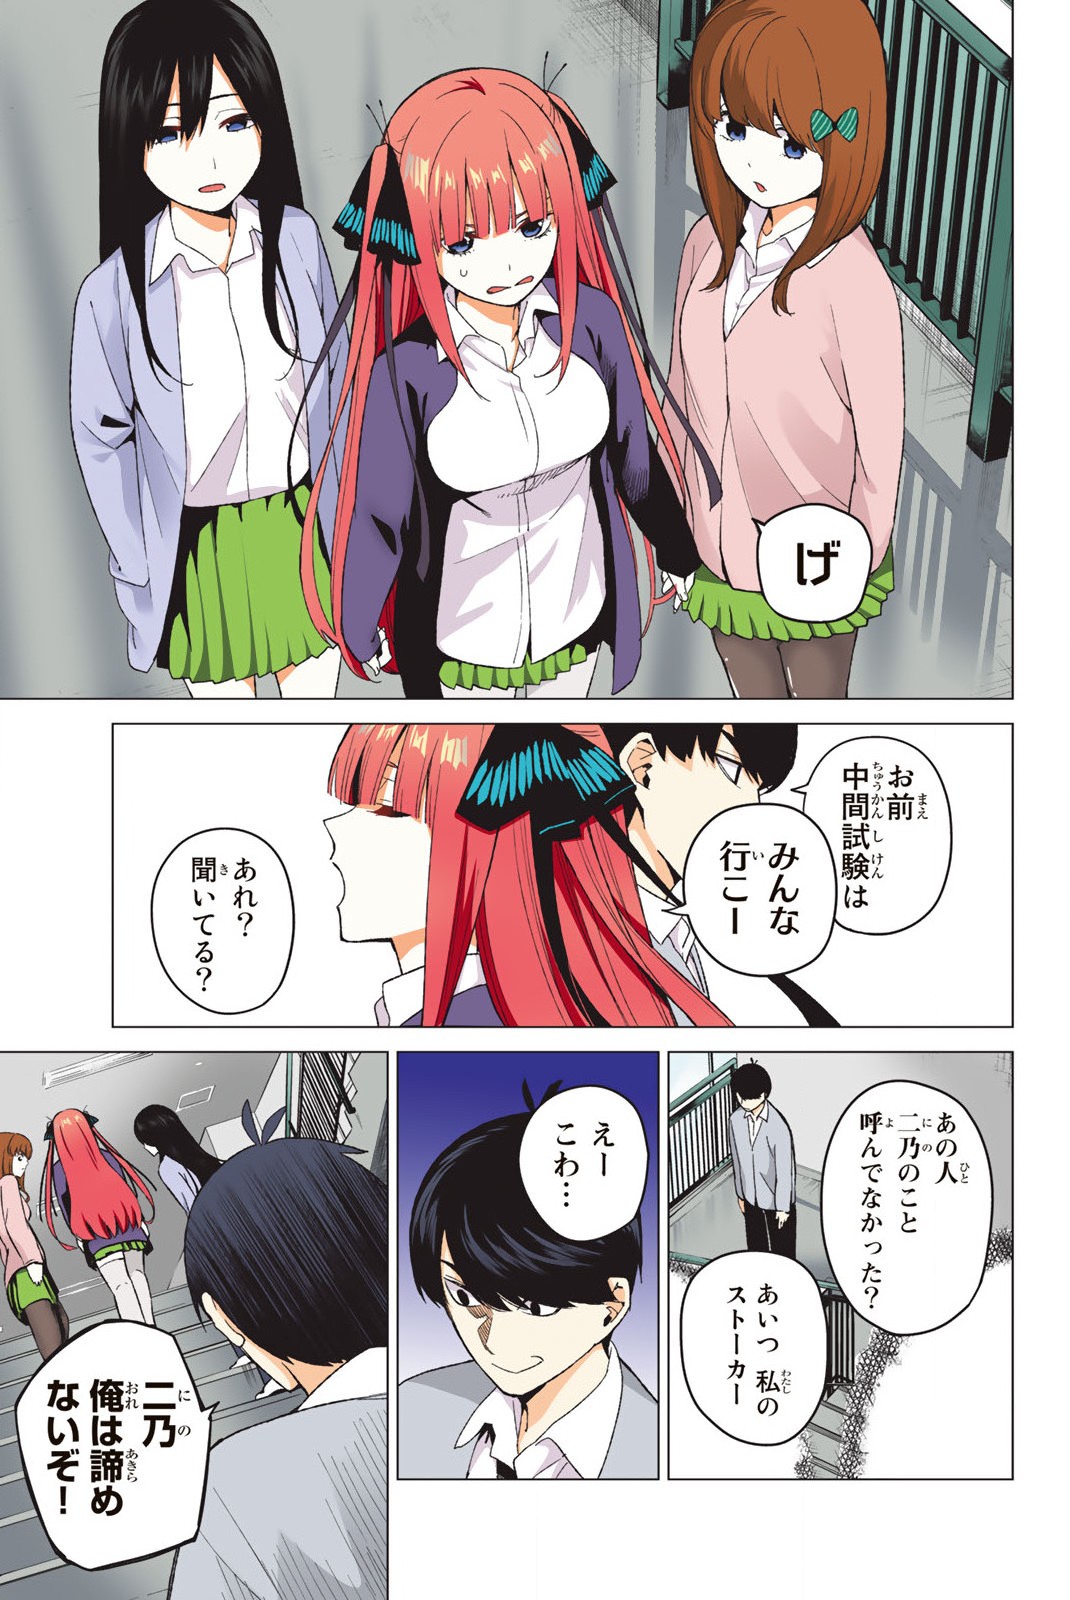 げ
お前は
中間試験は
みんな
行こー
あれ?
聞いてる?
あの人
二乃のこと
呼んでなかった?
あいつ 私の
ストーカー
えー
こわ…
二乃
俺は諦め
ないぞ!